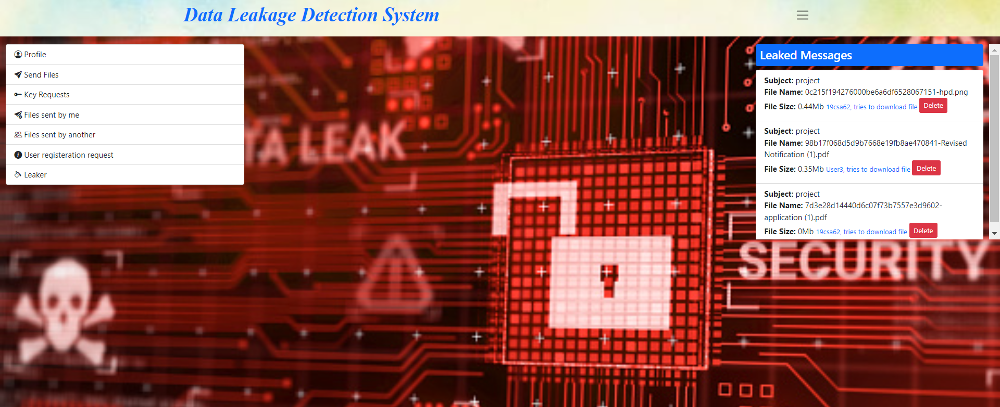 Data Leakage Detection System
Profile
Send Files
Key Requests
Files sent by me
Files sent by another
User registeration request
Leaker
TA LEAK
Leaked Messages
Subject: project
File Name: 0c215f194276000be6a6df6528067151-hpd.png
File Size: 0.44Mb 19csa62, tries to download file Delete
Subject: project
File Name: 98b17f068d5d9b7668e19fb8ae470841-Revised
Notification (1).pdf
File Size: 0.35Mb User3, tries to download file Delete
Subject: project
File Name: 7d3e28d14440d6c07f73b7557e3d9602-
application (1).pdf
File Size: 0Mb 19csa62, tries to download file Delete
SECURITY